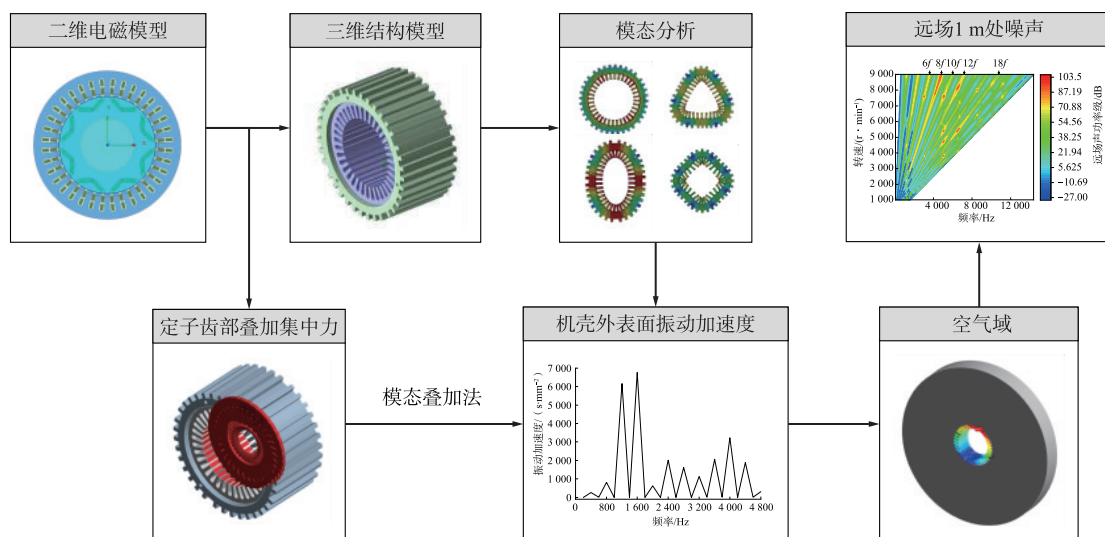 二维电磁模型
三维结构模型
模态分析
远场1 m处噪声
6f 8f 10f 12f 18f
9 000
8 000
7 000
6 000
5 000
4 000
3 000
2 000
1 000
转速/(r·min⁻¹)
4 000 8 000 12 000
频率/Hz
103.5
87.19
70.88
54.56
38.25
21.94
5.625
−10.69
−27.00
远场声功率级/dB
定子齿部叠加集中力
模态叠加法
机壳外表面振动加速度
7 000
6 000
5 000
4 000
3 000
2 000
1 000
0
振动加速度/(s·mm⁻²)
0 800 1 600 2 400 3 200 4 000 4 800
频率/Hz
空气域